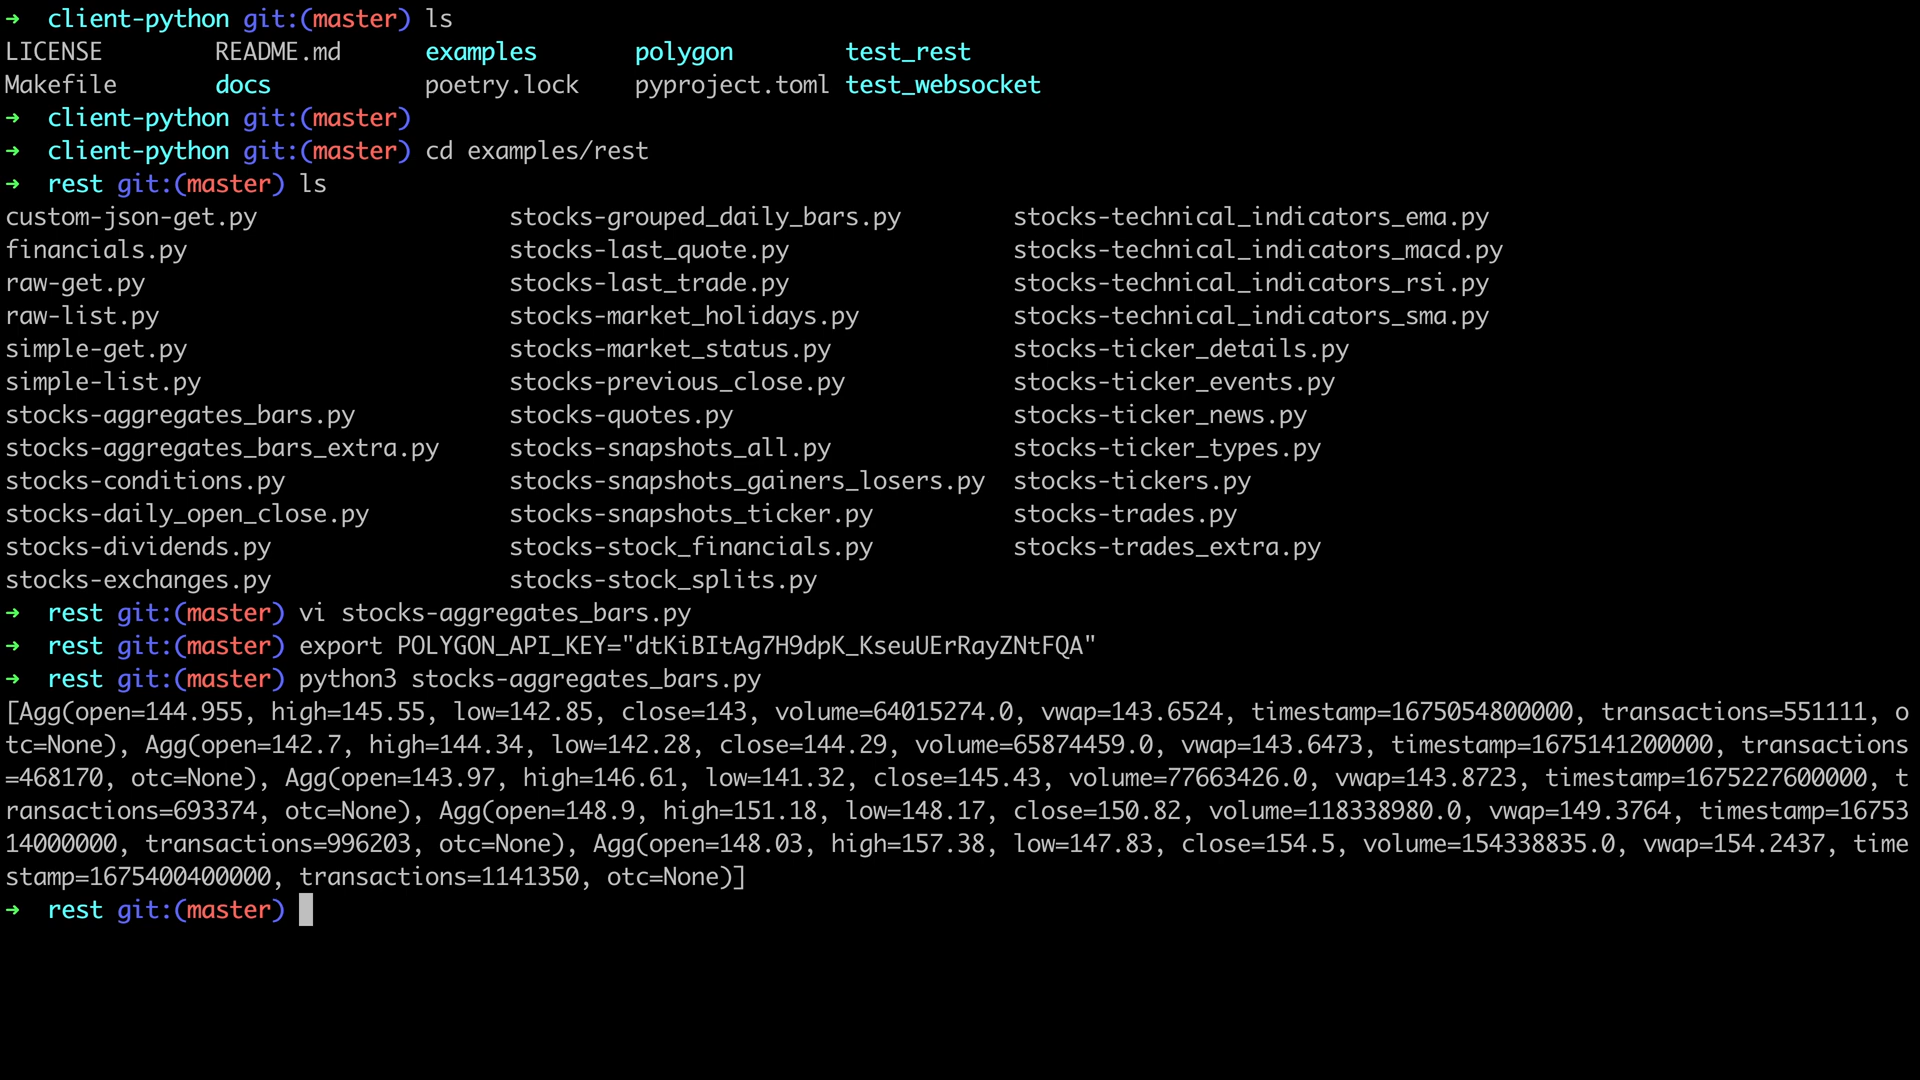 ➜  client-python git:(master) ls
LICENSE        README.md      examples       polygon        test_rest
Makefile       docs           poetry.lock    pyproject.toml test_websocket
➜  client-python git:(master)
➜  client-python git:(master) cd examples/rest
➜  rest git:(master) ls
custom-json-get.py                  stocks-grouped_daily_bars.py        stocks-technical_indicators_ema.py
financials.py                       stocks-last_quote.py                stocks-technical_indicators_macd.py
raw-get.py                          stocks-last_trade.py                stocks-technical_indicators_rsi.py
raw-list.py                         stocks-market_holidays.py           stocks-technical_indicators_sma.py
simple-get.py                       stocks-market_status.py             stocks-ticker_details.py
simple-list.py                      stocks-previous_close.py            stocks-ticker_events.py
stocks-aggregates_bars.py           stocks-quotes.py                    stocks-ticker_news.py
stocks-aggregates_bars_extra.py     stocks-snapshots_all.py             stocks-ticker_types.py
stocks-conditions.py                stocks-snapshots_gainers_losers.py  stocks-tickers.py
stocks-daily_open_close.py          stocks-snapshots_ticker.py          stocks-trades.py
stocks-dividends.py                 stocks-stock_financials.py          stocks-trades_extra.py
stocks-exchanges.py                 stocks-stock_splits.py
➜  rest git:(master) vi stocks-aggregates_bars.py
➜  rest git:(master) export POLYGON_API_KEY="dtKiBItAg7H9dpK_KseuUErRayZNtFQA"
➜  rest git:(master) python3 stocks-aggregates_bars.py
[Agg(open=144.955, high=145.55, low=142.85, close=143, volume=64015274.0, vwap=143.6524, timestamp=1675054800000, transactions=551111, o
tc=None), Agg(open=142.7, high=144.34, low=142.28, close=144.29, volume=65874459.0, vwap=143.6473, timestamp=1675141200000, transactions
=468170, otc=None), Agg(open=143.97, high=146.61, low=141.32, close=145.43, volume=77663426.0, vwap=143.8723, timestamp=1675227600000, t
ransactions=693374, otc=None), Agg(open=148.9, high=151.18, low=148.17, close=150.82, volume=118338980.0, vwap=149.3764, timestamp=16753
14000000, transactions=996203, otc=None), Agg(open=148.03, high=157.38, low=147.83, close=154.5, volume=154338835.0, vwap=154.2437, time
stamp=1675400400000, transactions=1141350, otc=None)]
➜  rest git:(master)